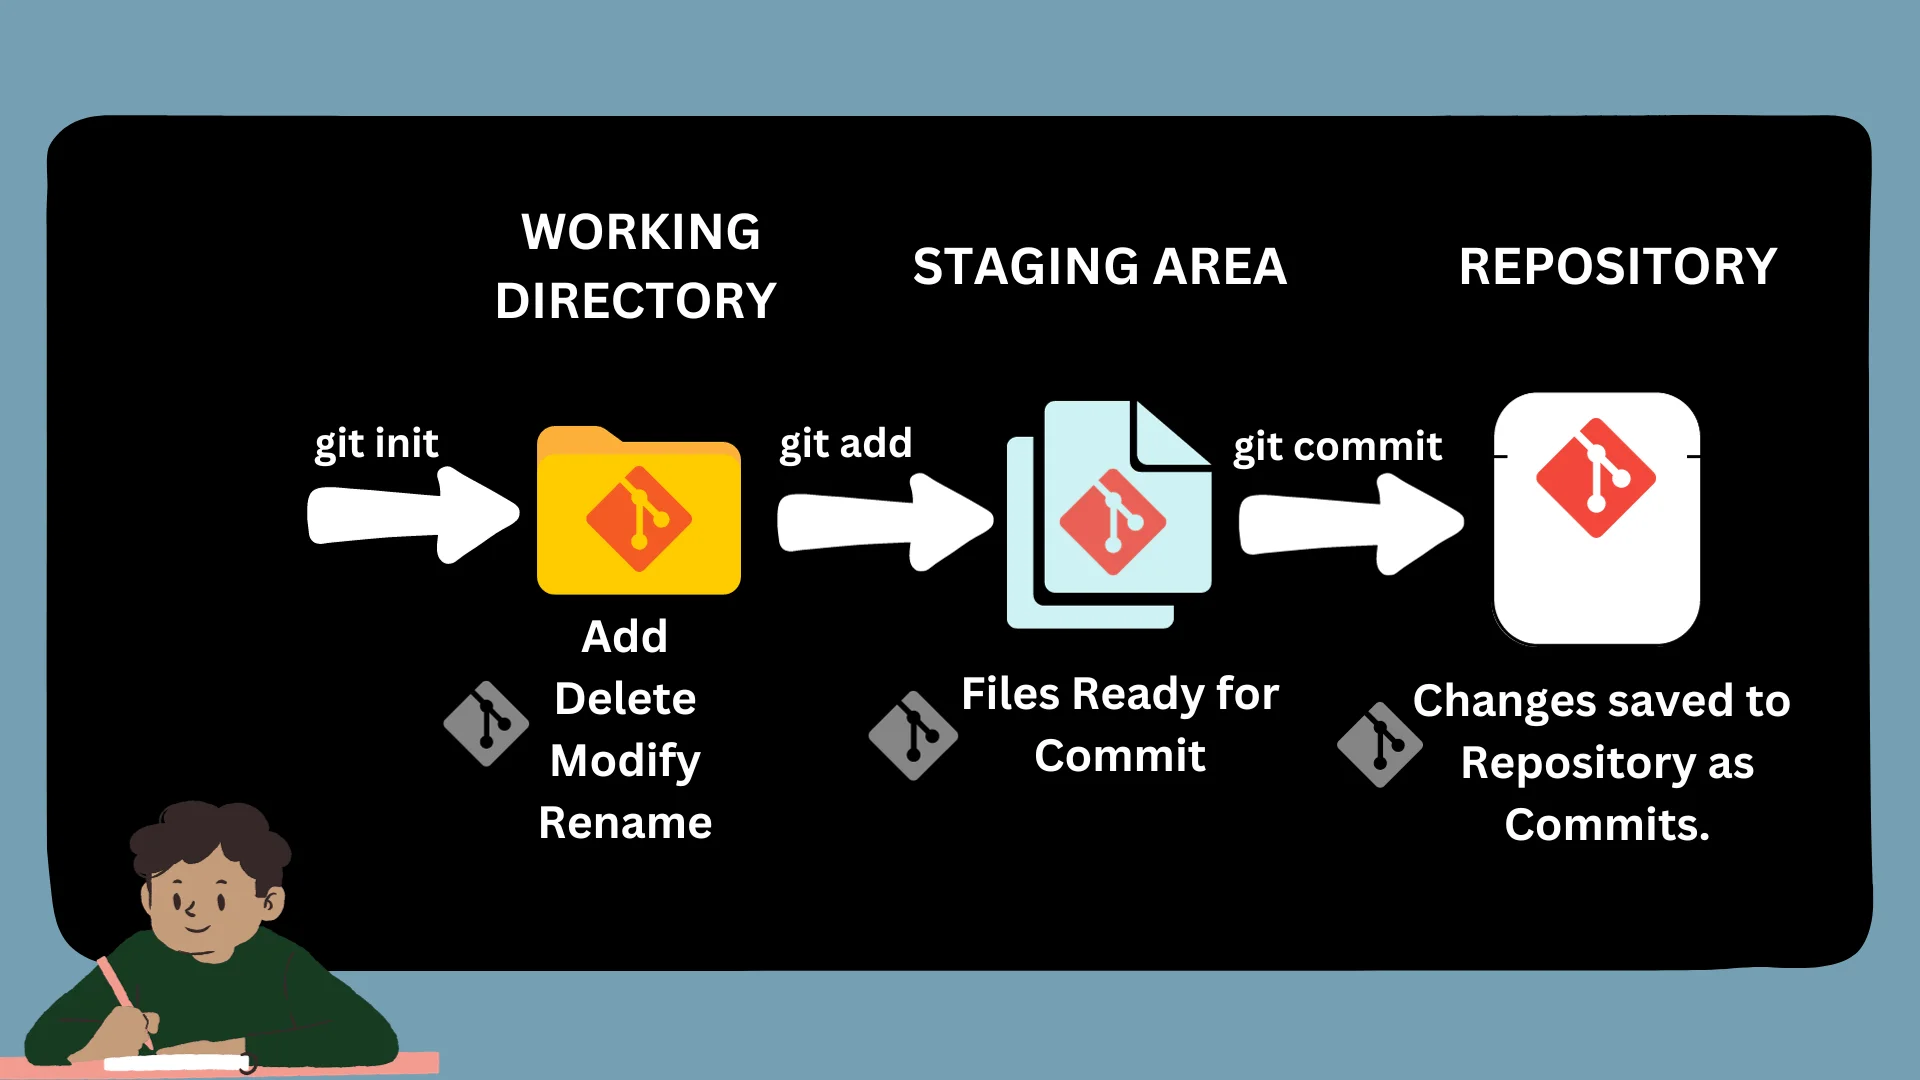 WORKING
DIRECTORY
STAGING AREA
REPOSITORY
git init
git add
git commit
Add
Delete
Modify
Rename
Files Ready for
Commit
Changes saved to
Repository as
Commits.